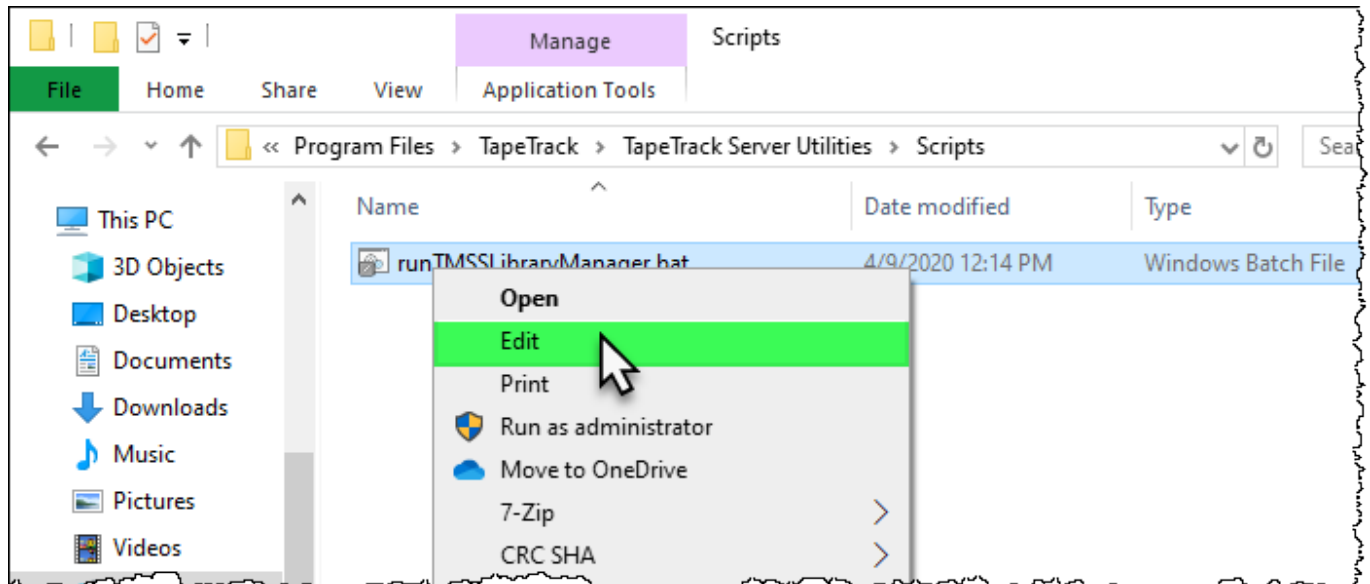 Manage
Scripts
File Home Share View Application Tools
« Program Files > TapeTrack > TapeTrack Server Utilities > Scripts
Name Date modified Type
runTMSSLibraryManager.bat 4/9/2020 12:14 PM Windows Batch File
This PC
3D Objects
Desktop
Documents
Downloads
Music
Pictures
Videos
Open
Edit
Print
Run as administrator
Move to OneDrive
7-Zip
CRC SHA